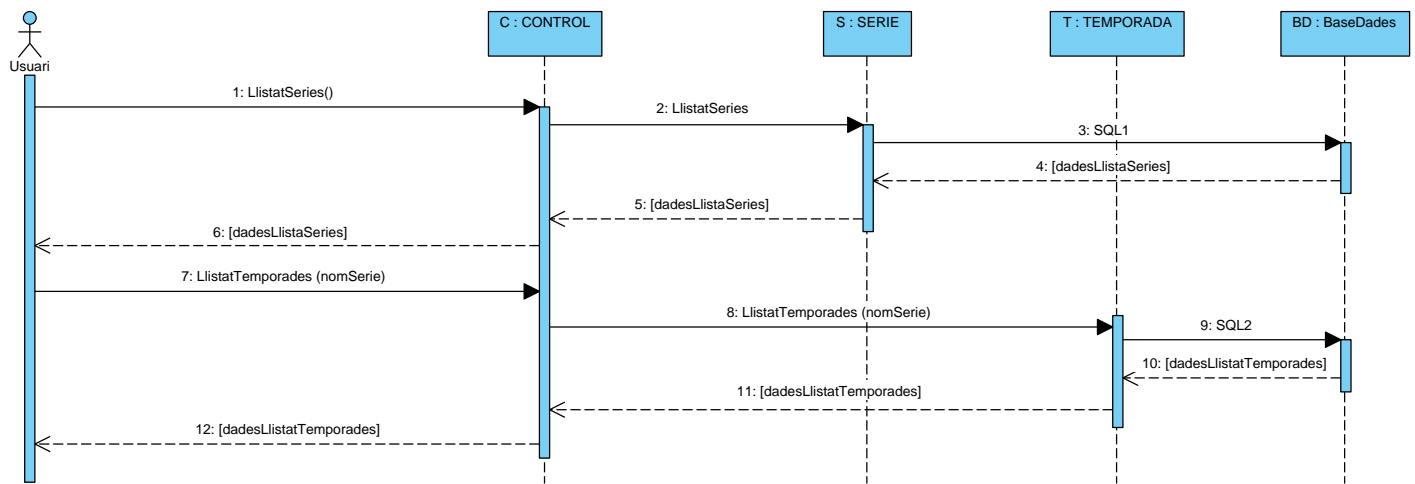 C : CONTROL
S : SERIE
T : TEMPORADA
BD : BaseDades
Usuari
1: LlistatSeries()
2: LlistatSeries
3: SQL1
4: [dadesLlistaSeries]
5: [dadesLlistaSeries]
6: [dadesLlistaSeries]
7: LlistatTemporades (nomSerie)
8: LlistatTemporades (nomSerie)
9: SQL2
10: [dadesLlistatTemporades]
11: [dadesLlistatTemporades]
12: [dadesLlistatTemporades]